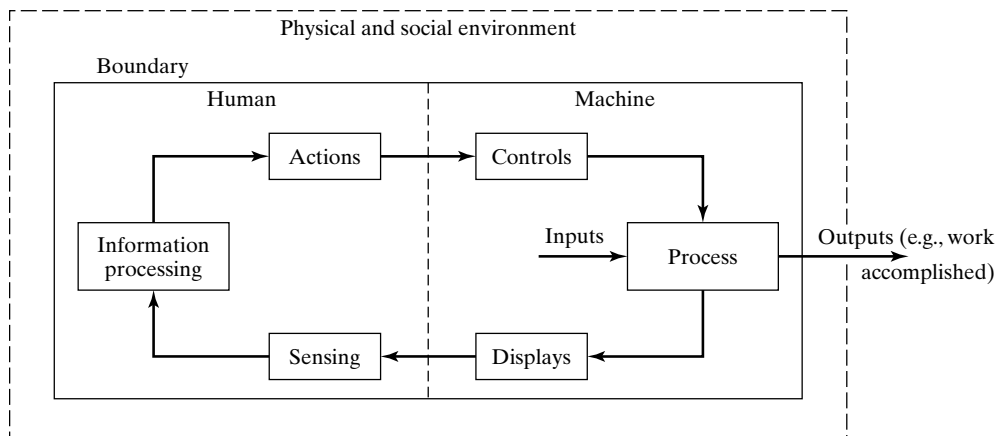 Physical and social environment
Boundary
Human
Machine
Actions
Controls
Information
processing
Inputs
Process
Outputs (e.g., work
accomplished)
Sensing
Displays